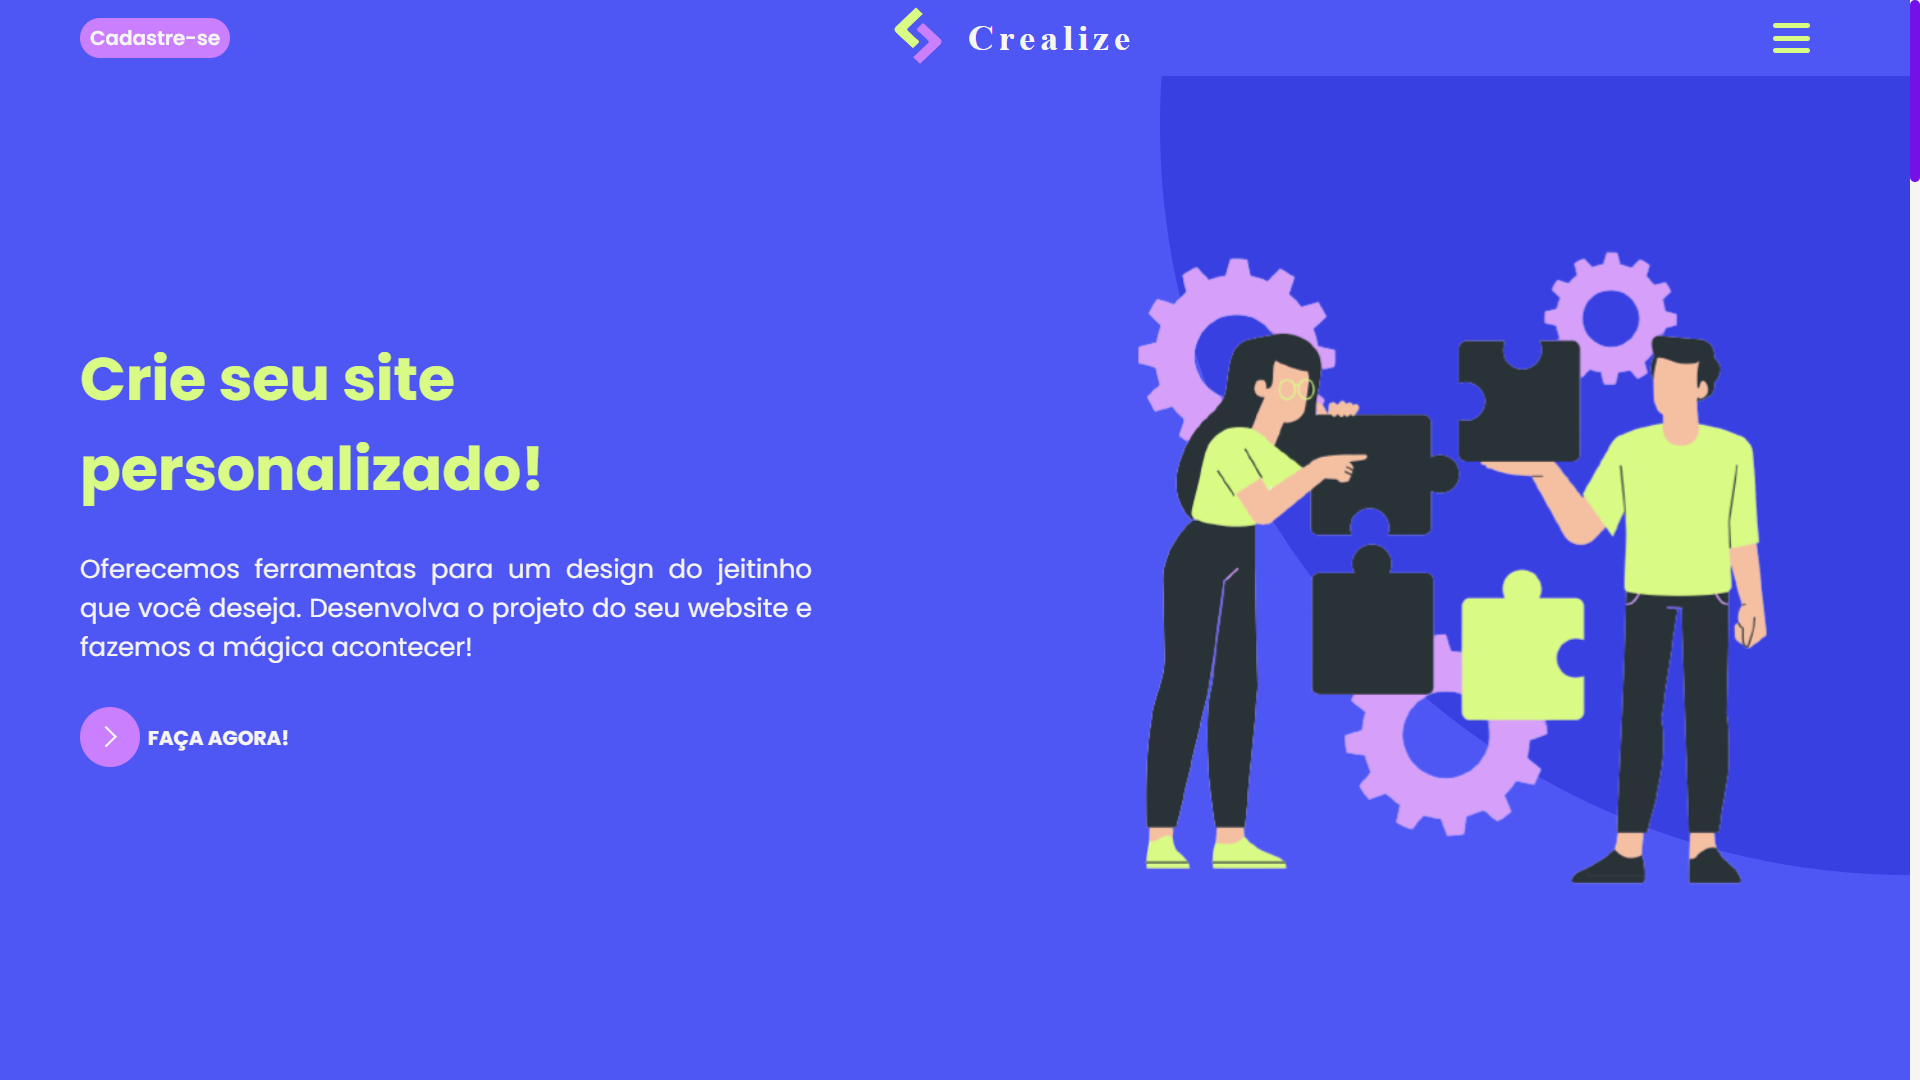 Cadastre-se
Crealize
Crie seu site
personalizado!
Oferecemos ferramentas para um design do jeitinho
que você deseja. Desenvolva o projeto do seu website e
fazemos a mágica acontecer!
FAÇA AGORA!